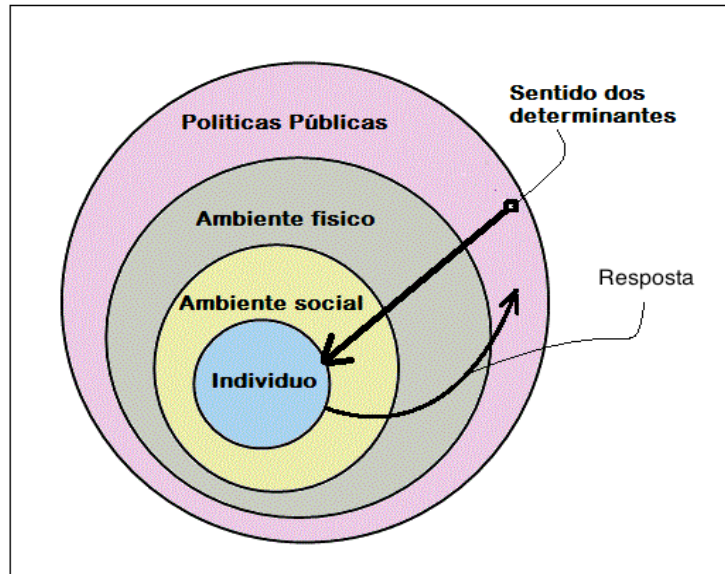 Sentido dos
determinantes
Politicas Públicas
Ambiente fisico
Resposta
Ambiente social
Individuo